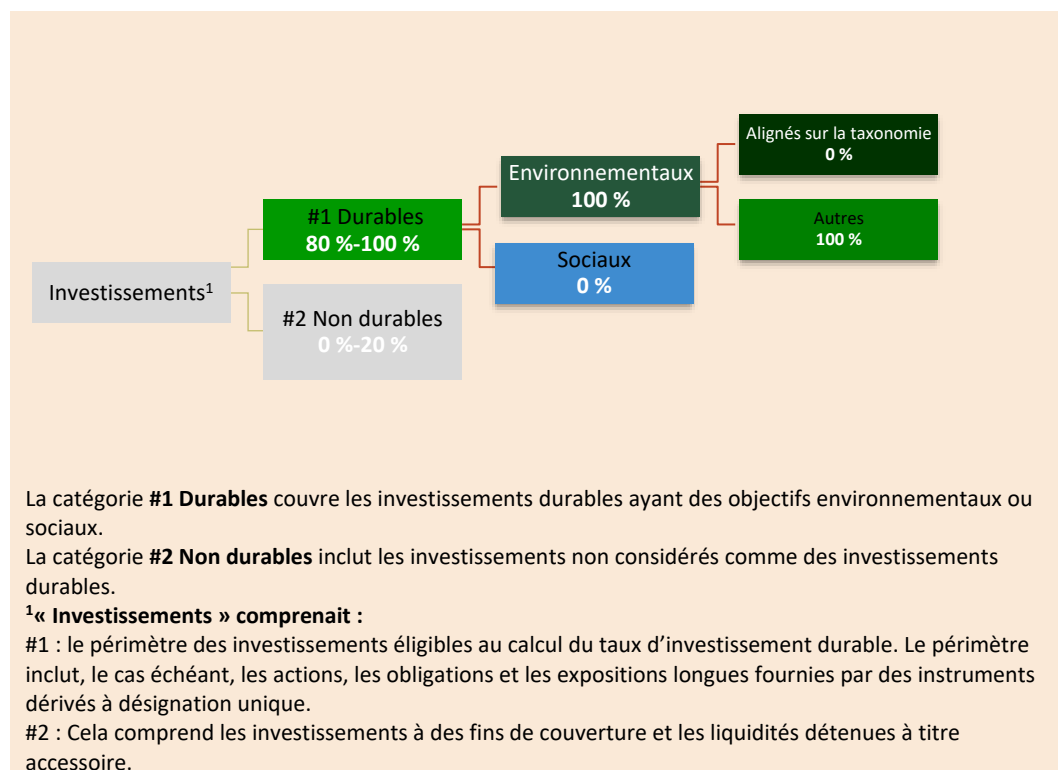 Alignés sur la taxonomie
0 %
Environnementaux
100 %
#1 Durables
80 %-100 %
Autres
100 %
Sociaux
0 %
Investissements¹
#2 Non durables
0 %-20 %
La catégorie #1 Durables couvre les investissements durables ayant des objectifs environnementaux ou
sociaux.
La catégorie #2 Non durables inclut les investissements non considérés comme des investissements
durables.
¹« Investissements » comprenait :
#1 : le périmètre des investissements éligibles au calcul du taux d’investissement durable. Le périmètre
inclut, le cas échéant, les actions, les obligations et les expositions longues fournies par des instruments
dérivés à désignation unique.
#2 : Cela comprend les investissements à des fins de couverture et les liquidités détenues à titre
accessoire.